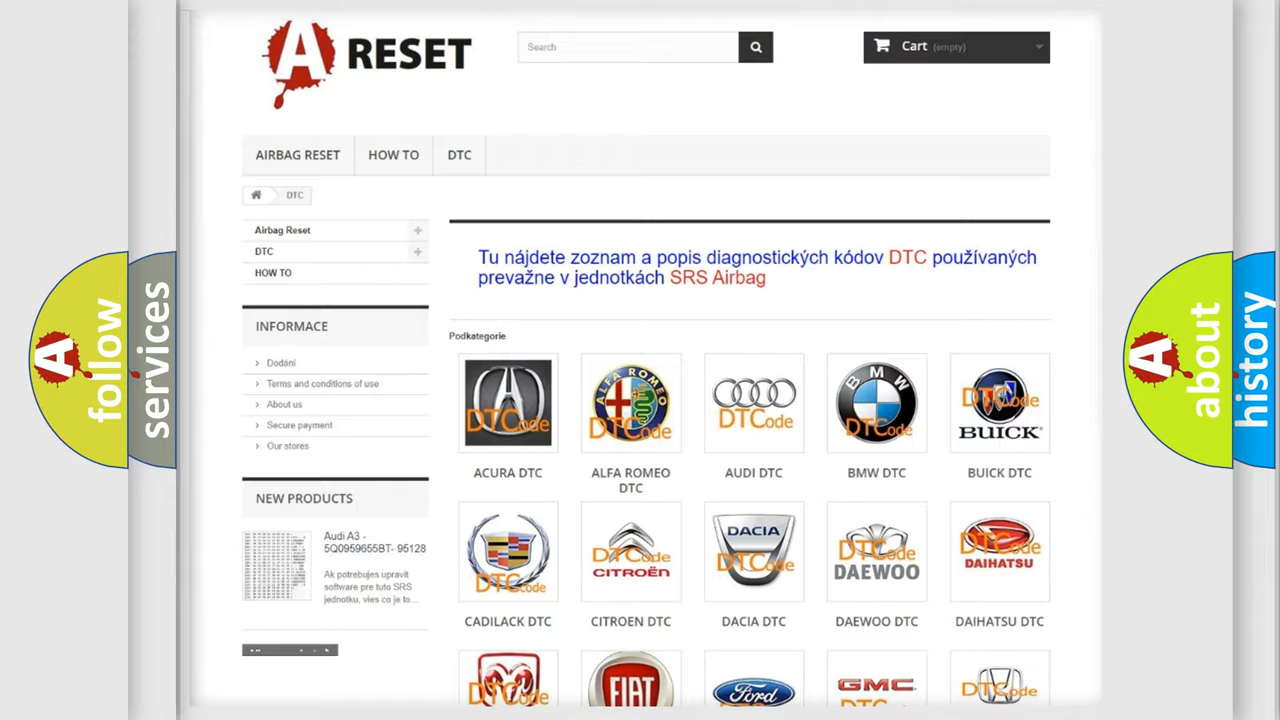 A RESET
Search
Cart (empty)
AIRBAG RESET
HOW TO
DTC
DTC
Airbag Reset
DTC
HOW TO
INFORMACE
Dodání
Terms and conditions of use
About us
Secure payment
Our stores
NEW PRODUCTS
Audi A3 -
5Q0959655BT- 95128
Ak potrebujes upravit
software pre tuto SRS
jednotku, vies co je to...
Tu nájdete zoznam a popis diagnostických kódov DTC používaných
prevažne v jednotkách SRS Airbag
Podkategorie
DTCode
ALFA ROMEO
DTCode
DTCode
BMW
DTCode
DTCode
BUICK
ACURA DTC
ALFA ROMEO
DTC
AUDI DTC
BMW DTC
BUICK DTC
DTCode
DTCode
CITROËN
DACIA
DTCode
DTCode
DAEWOO
DTCode
DAIHATSU
CADILACK DTC
CITROEN DTC
DACIA DTC
DAEWOO DTC
DAIHATSU DTC
DTCode
FIAT
Ford
GMC
DTCode
A follow
services
A about
history